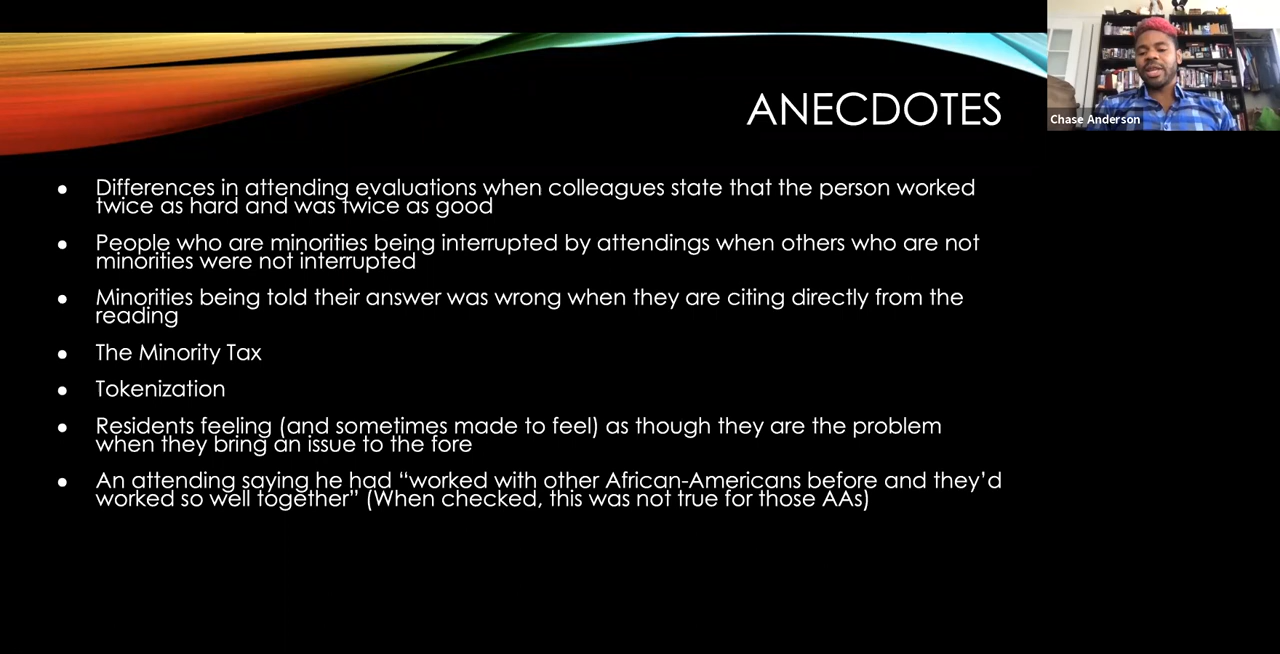 ANECDOTES
Chase Anderson
● Differences in attending evaluations when colleagues state that the person worked
twice as hard and was twice as good
● People who are minorities being interrupted by attendings when others who are not
minorities were not interrupted
● Minorities being told their answer was wrong when they are citing directly from the
reading
● The Minority Tax
● Tokenization
● Residents feeling (and sometimes made to feel) as though they are the problem
when they bring an issue to the fore
● An attending saying he had “worked with other African-Americans before and they’d
worked so well together” (When checked, this was not true for those AAs)